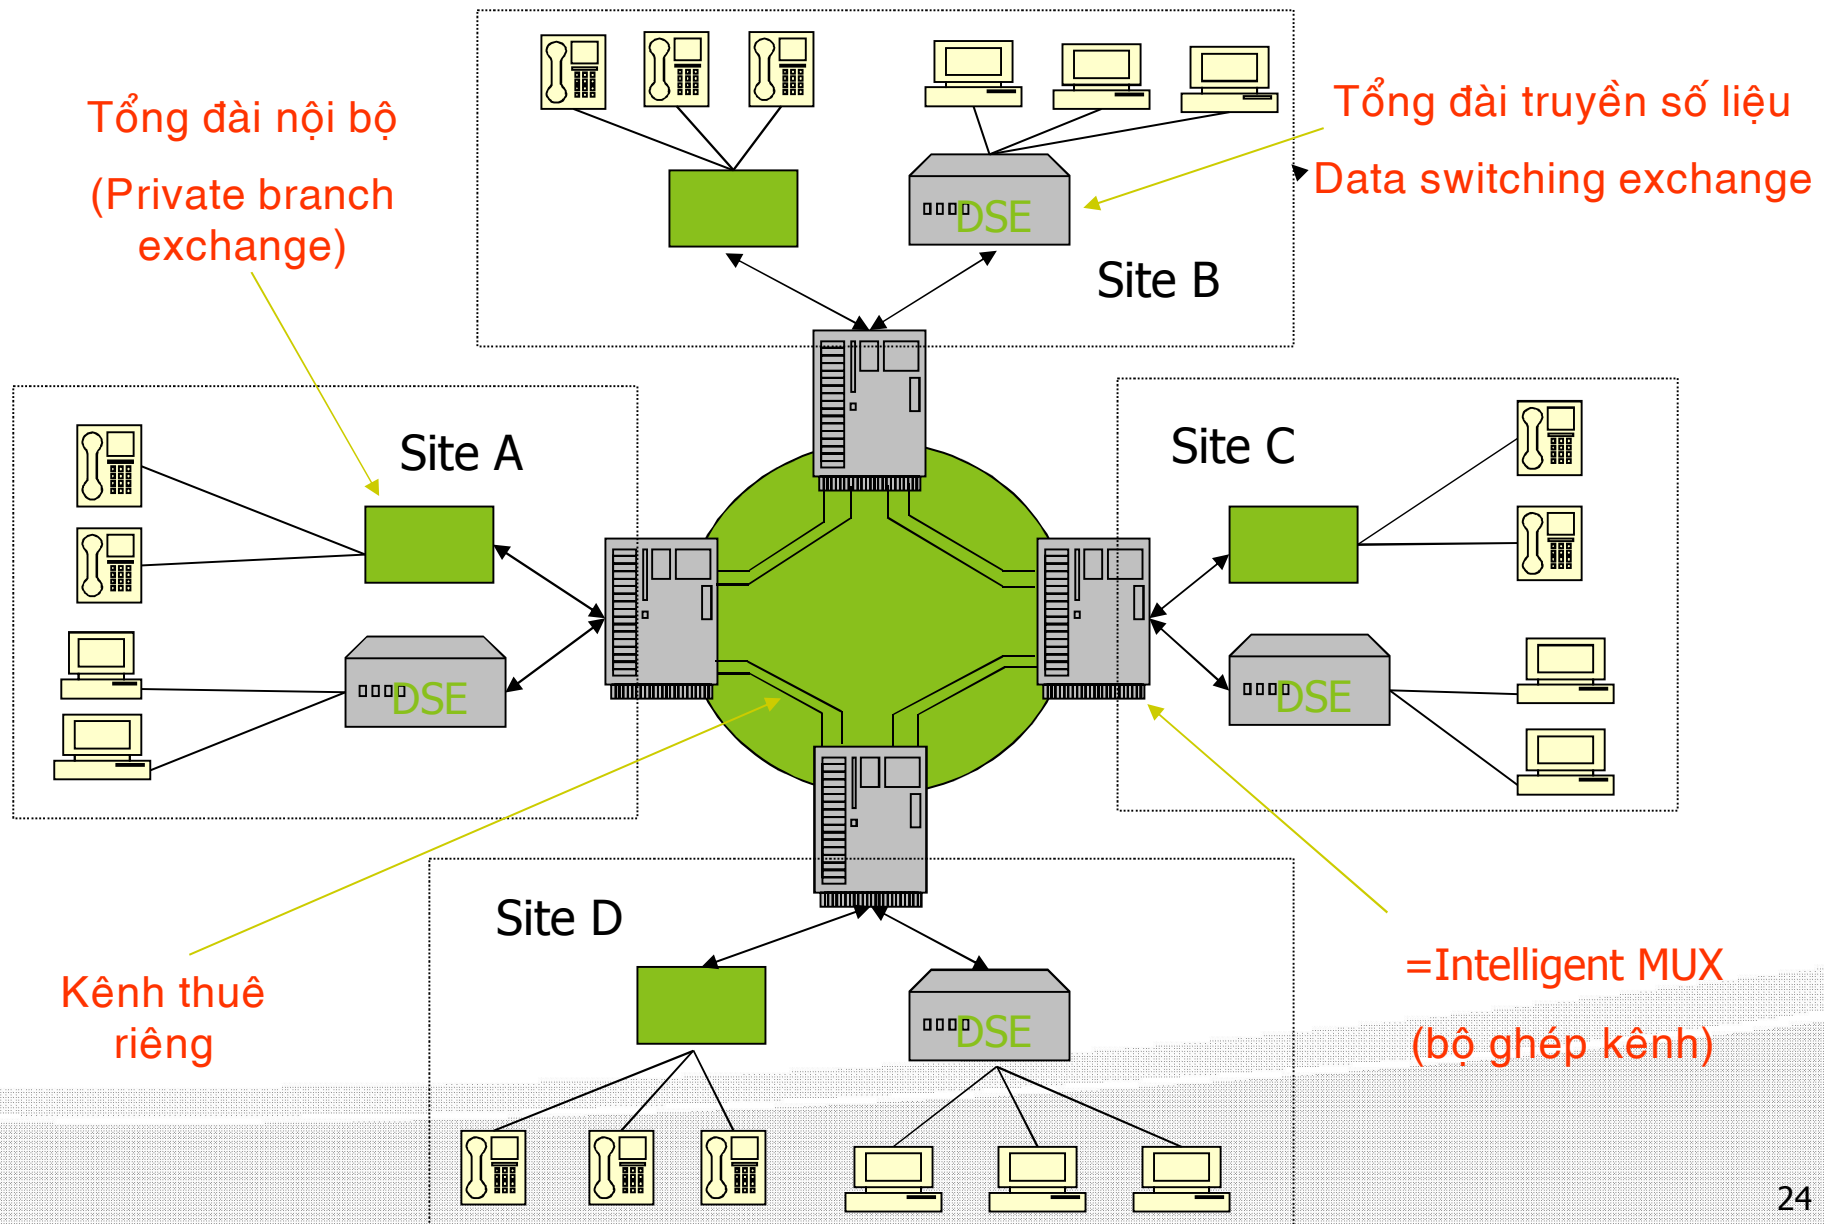 Tổng đài nội bộ
(Private branch
exchange)
Tổng đài truyền số liệu
Data switching exchange
DSE
Site B
Site A
Site C
DSE
DSE
Site D
Kênh thuê
riêng
DSE
=Intelligent MUX
(bộ ghép kênh)
24